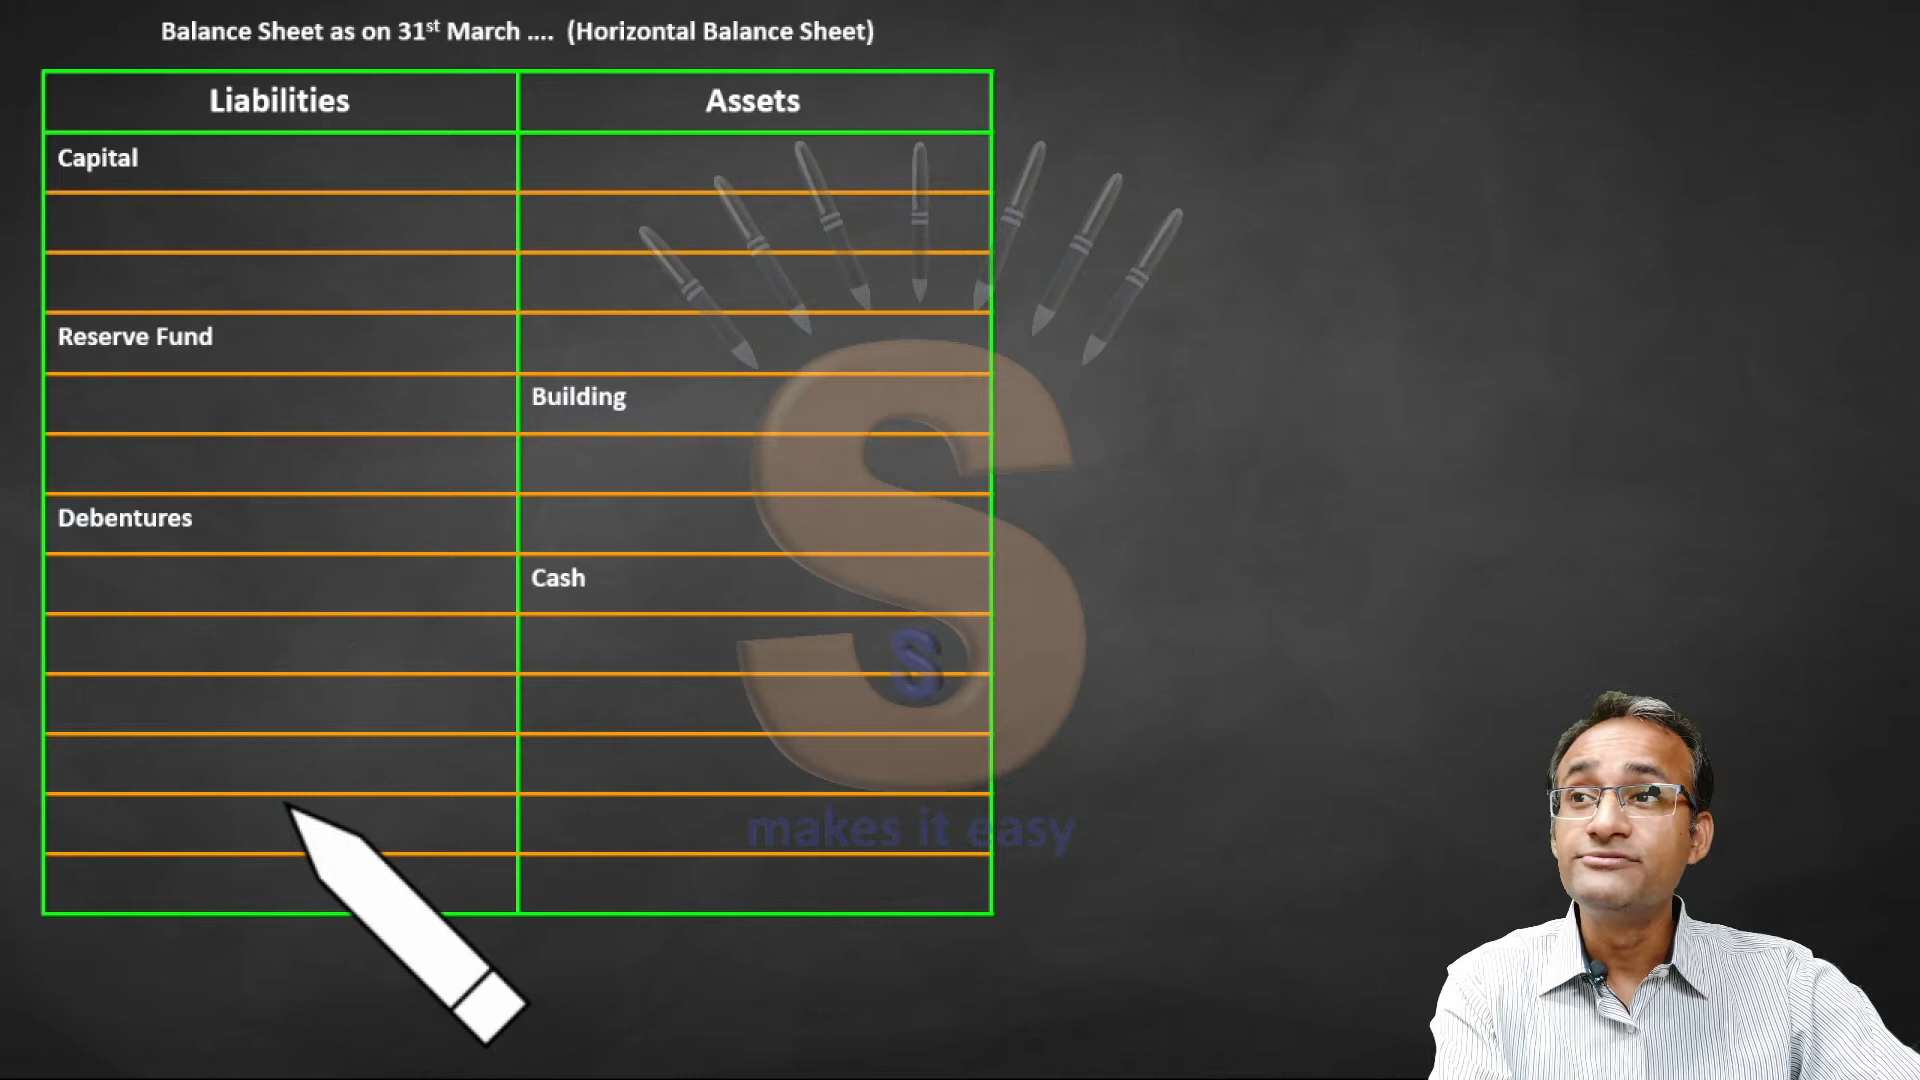 Balance Sheet as on 31st March .... (Horizontal Balance Sheet)
Liabilities Assets
Capital
Reserve Fund
Building
Debentures
Cash
S
S
makes it easy